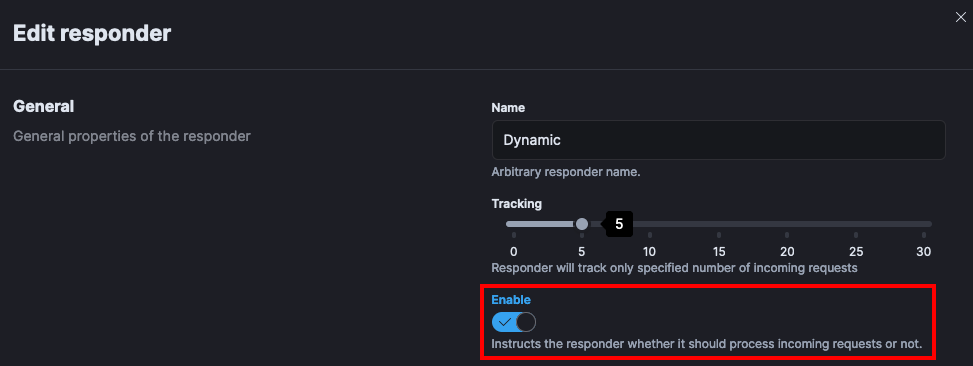 Edit responder
General
General properties of the responder
Name
Dynamic
Arbitrary responder name.
Tracking
5
0 5 10 15 20 25 30
Responder will track only specified number of incoming requests
Enable
Instructs the responder whether it should process incoming requests or not.